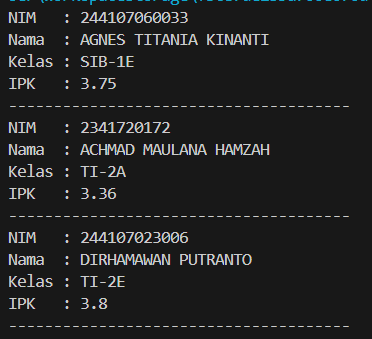 NIM   : 244107060033
Nama  : AGNES TITANIA KINANTI
Kelas : SIB-1E
IPK   : 3.75
--------------------------------------
NIM   : 2341720172
Nama  : ACHMAD MAULANA HAMZAH
Kelas : TI-2A
IPK   : 3.36
--------------------------------------
NIM   : 244107023006
Nama  : DIRHAMAWAN PUTRANTO
Kelas : TI-2E
IPK   : 3.8
--------------------------------------